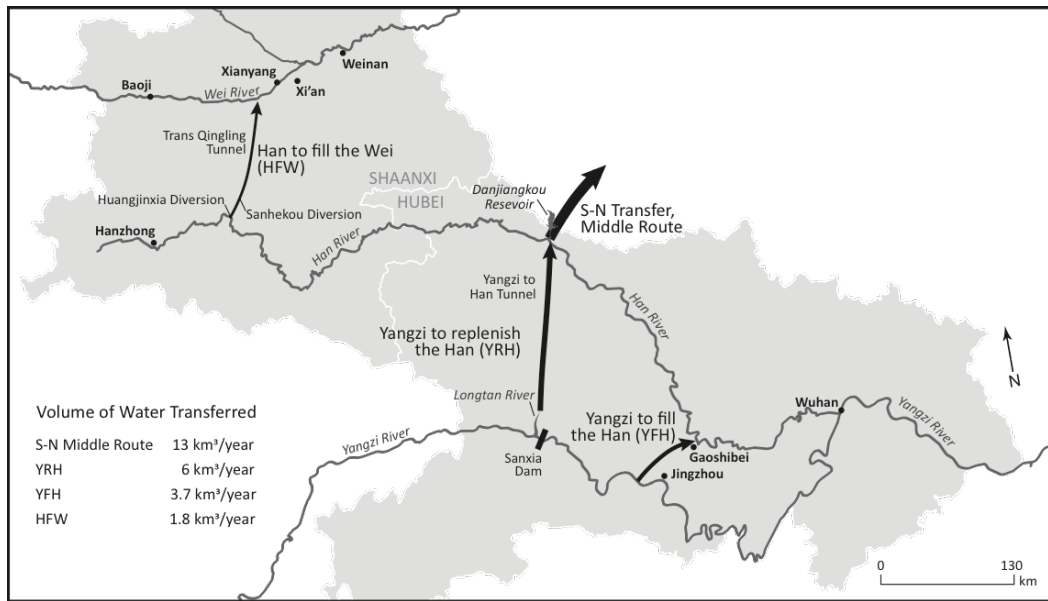 Weinan
Xianyang
Baoji
Wei River
Xi'an
Trans Qingling
Tunnel
Han to fill the Wei
(HFW)
SHAANXI
HUBEI
Huangjinxia Diversion
Sanhekou Diversion
Hanzhong
Han River
Danjiangkou
Resevoir
S-N Transfer,
Middle Route
Yangzi to
Han Tunnel
Han River
Yangzi to replenish
the Han (YRH)
N
Longtan River
Yangzi to fill
the Han (YFH)
Wuhan
Yangzi River
Yangzi River
Sanxia
Dam
Gaoshibei
Jingzhou
Volume of Water Transferred
S-N Middle Route 13 km³/year
YRH 6 km³/year
YFH 3.7 km³/year
HFW 1.8 km³/year
0 130
km